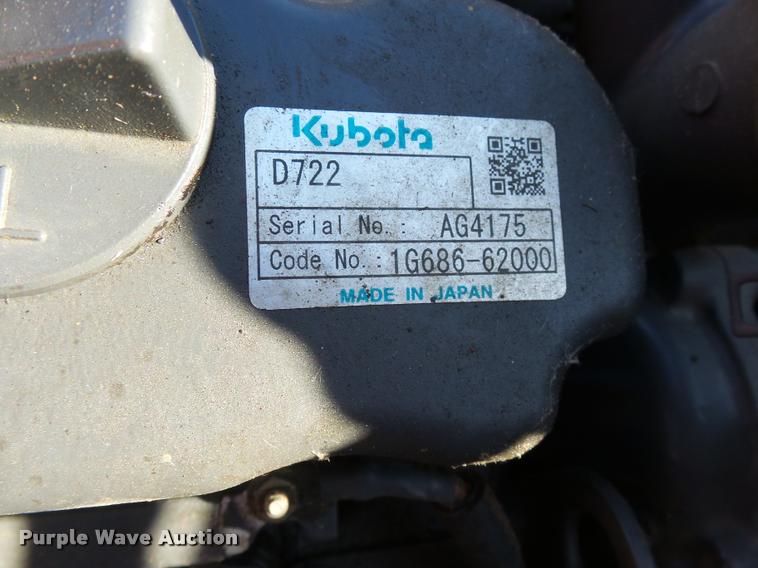 Kubota
D722
Serial No.: AG4175
Code No.: 1G686-62000
MADE IN JAPAN
L
Purple Wave Auction